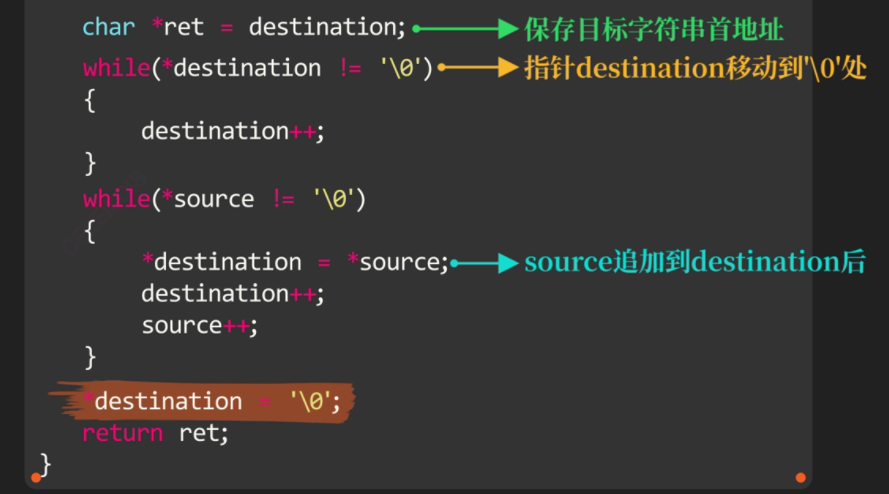 char *ret = destination; 保存目标字符串首地址
while(*destination != '\0') 指针destination移动到'\0'处
{
destination++;
}
while(*source != '\0')
{
*destination = *source; source追加到destination后
destination++;
source++;
}
*destination = '\0';
return ret;
}